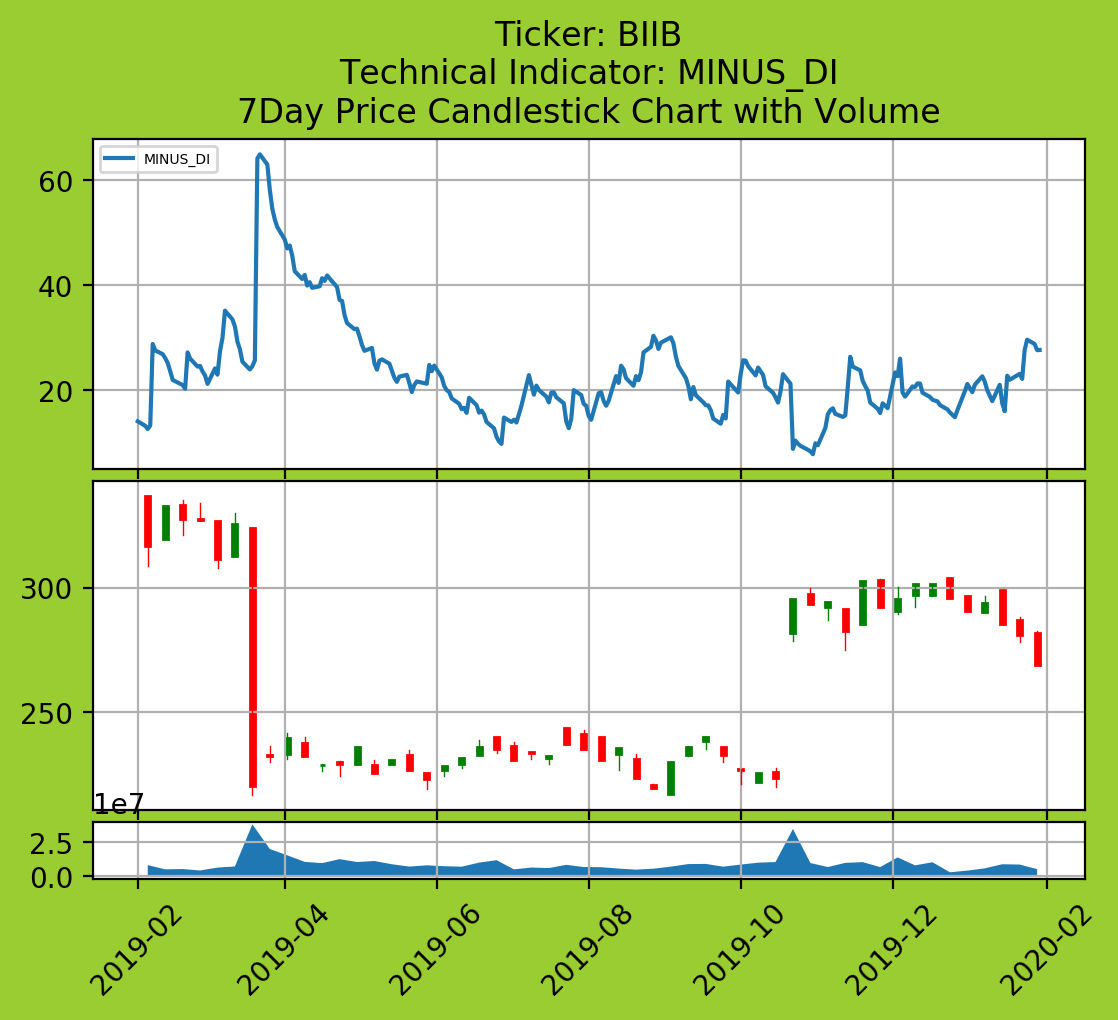 Ticker: BIIB
Technical Indicator: MINUS_DI
7Day Price Candlestick Chart with Volume
MINUS_DI
60
40
20
300
250
1e7
2.5
0.0
2019-02
2019-04
2019-06
2019-08
2019-10
2019-12
2020-02